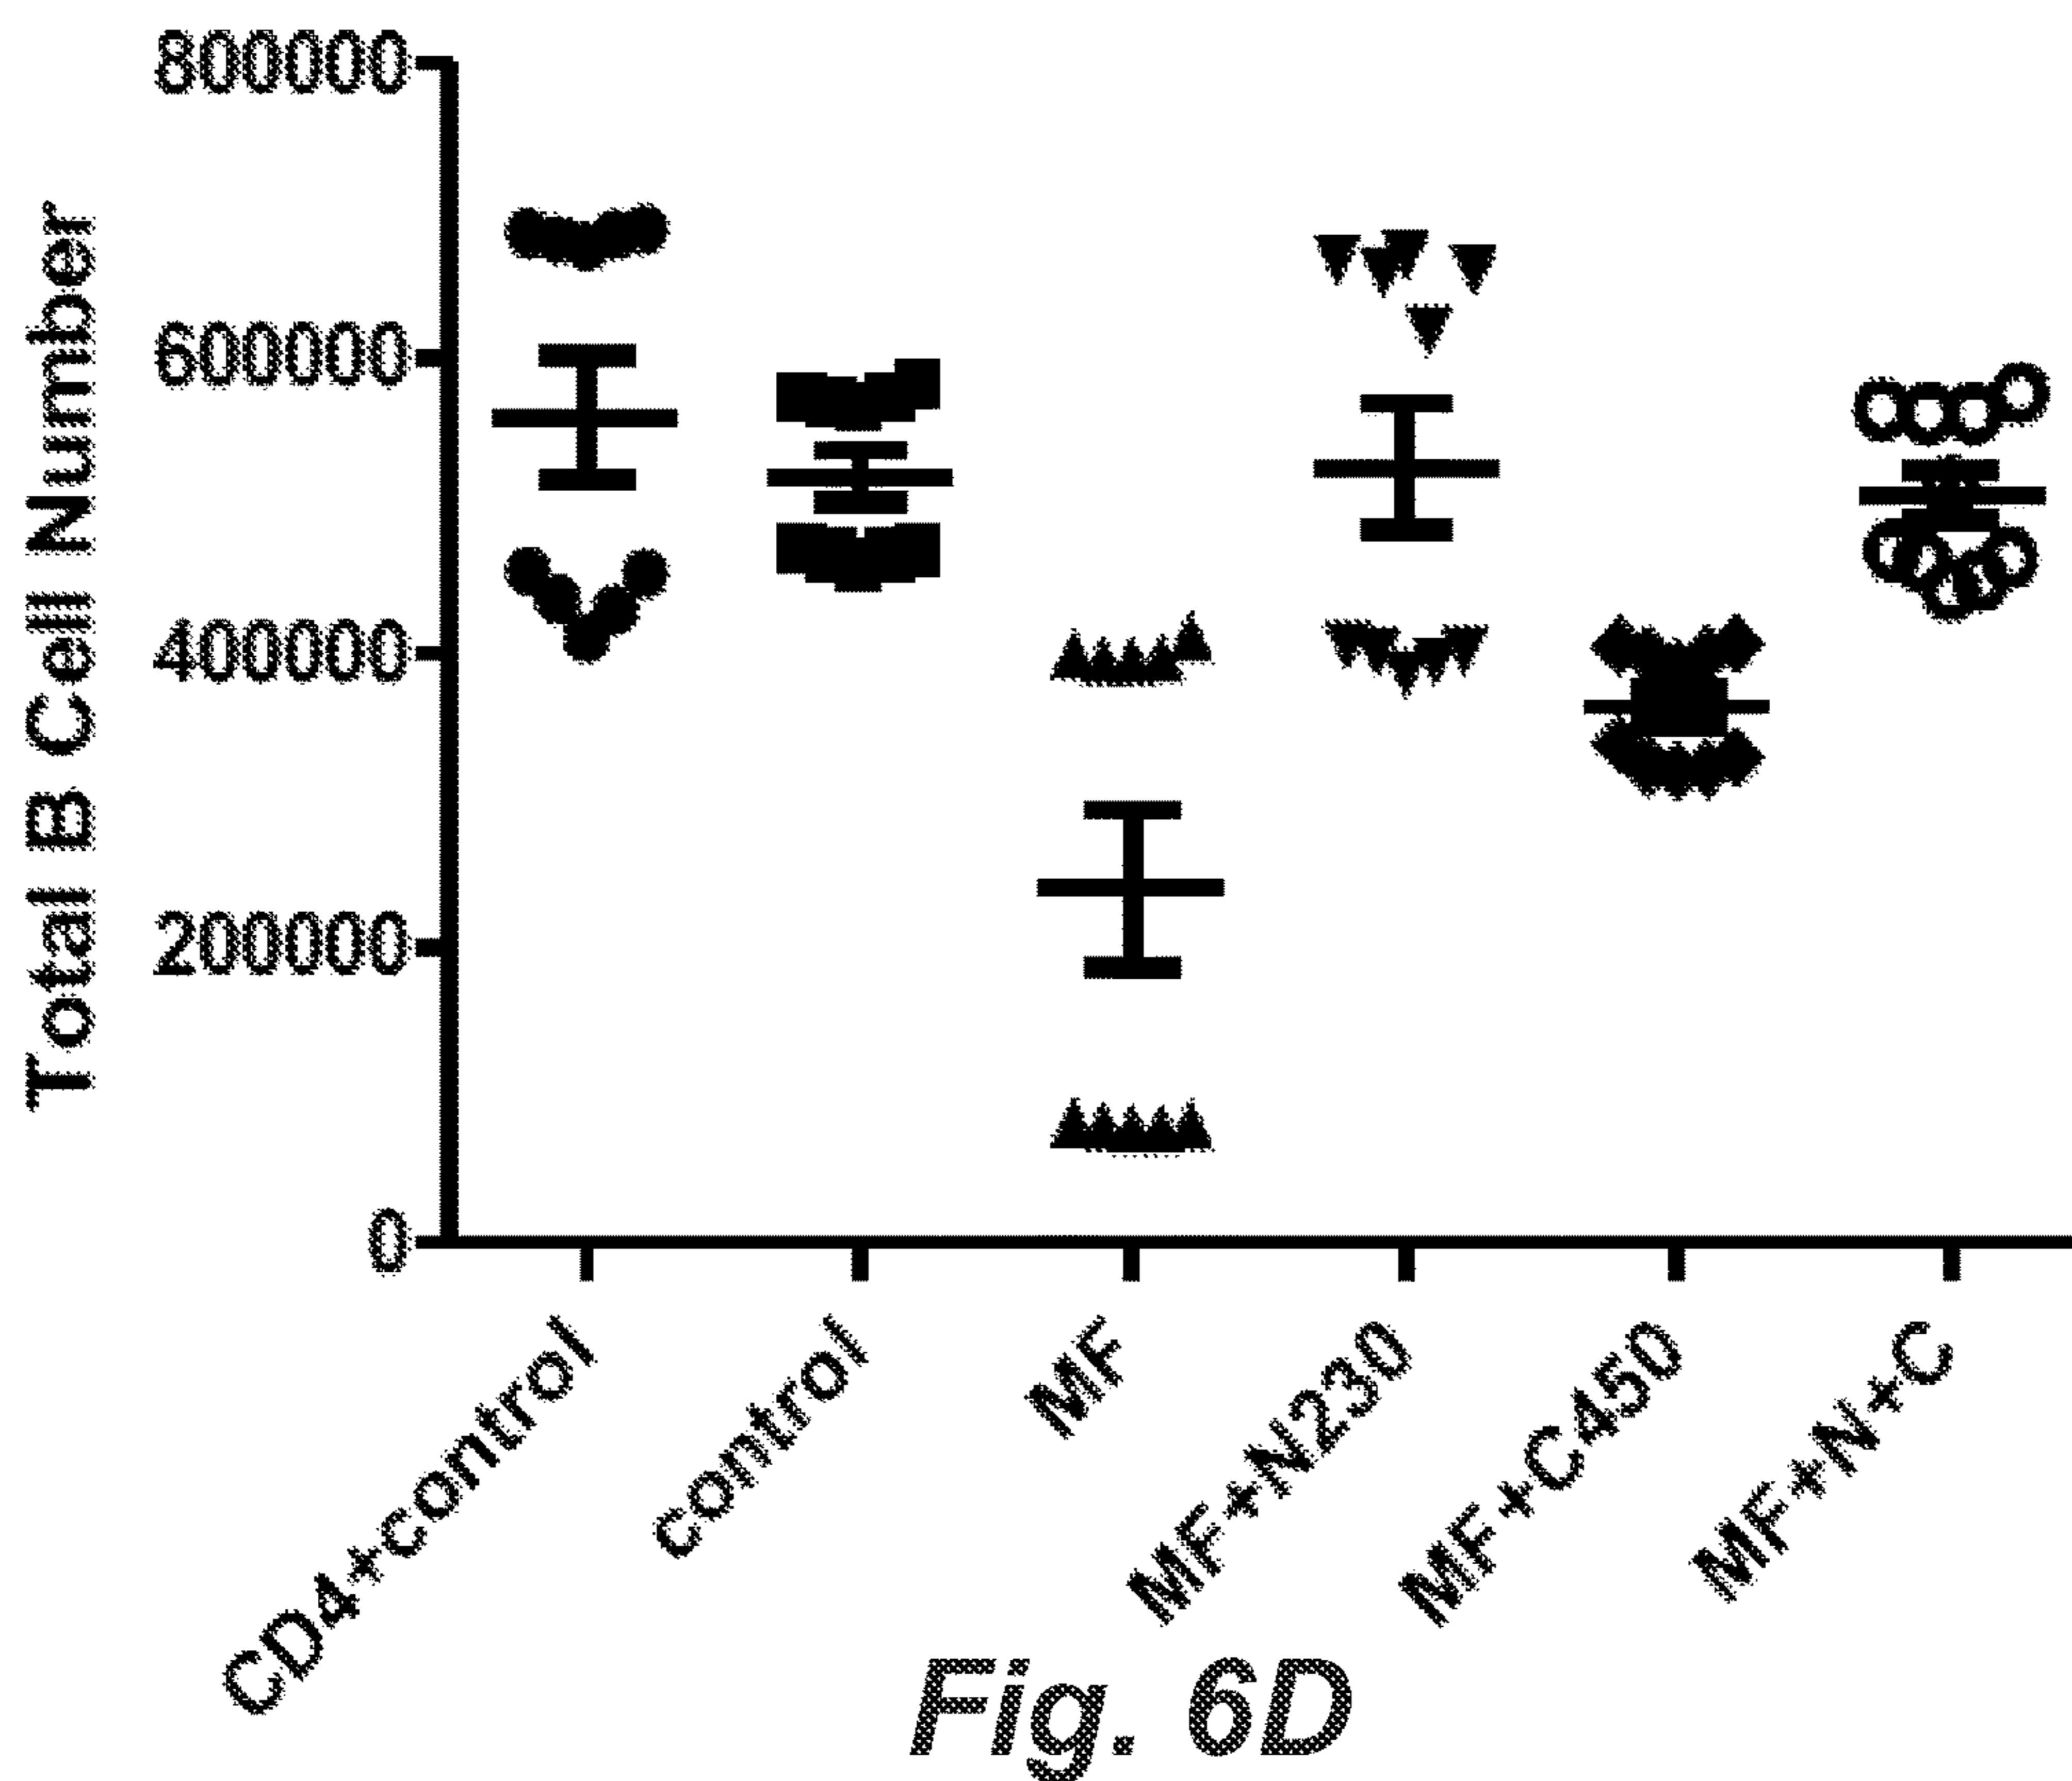 Total B Cell Number
800000
600000
400000
200000
0
CD4+control
control
MF
MF+N230
MF+C450
MF+N+C
Fig. 6D